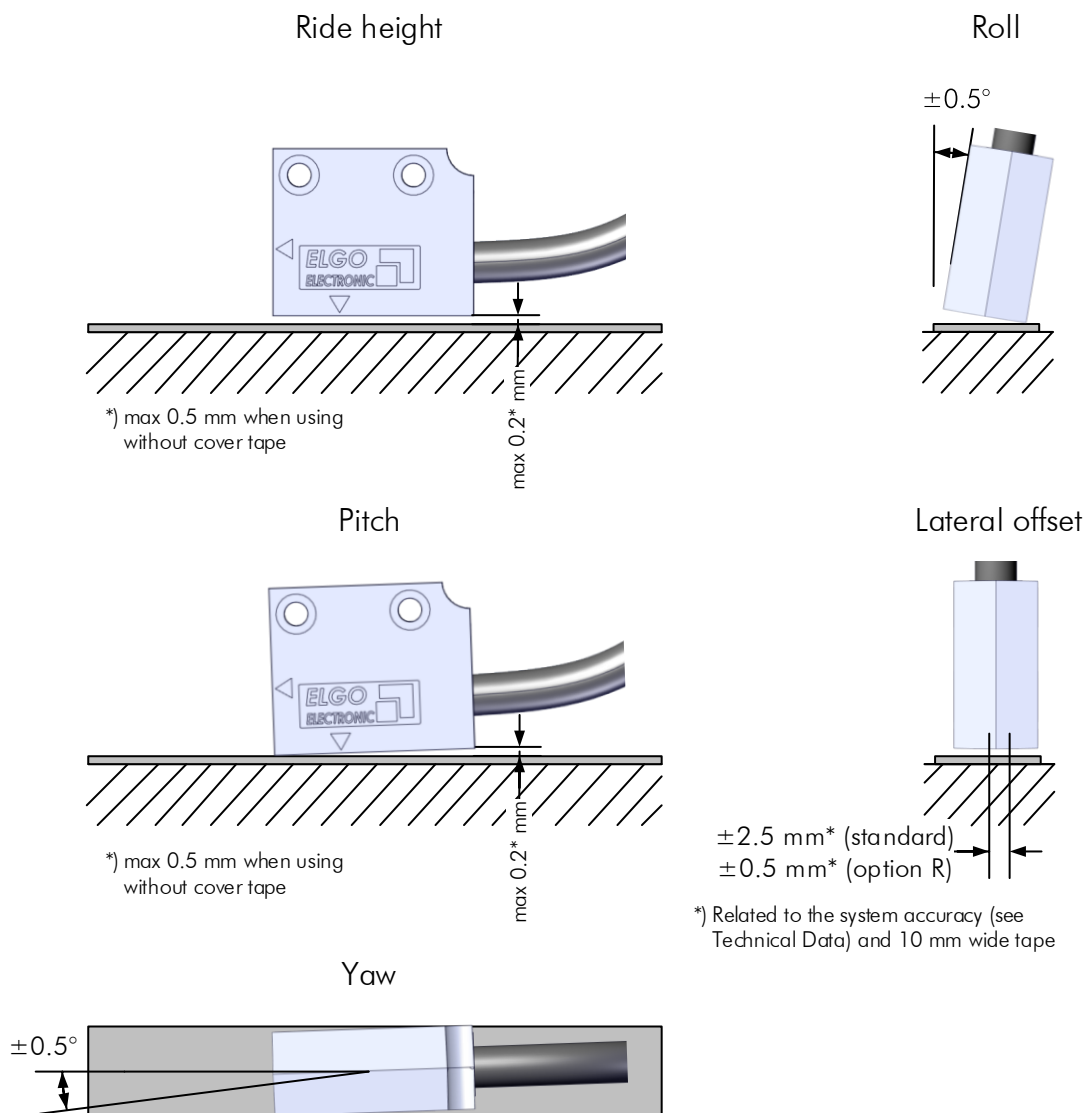 Ride height
ELGO
ELECTRONIC
max 0.2* mm
*) max 0.5 mm when using
without cover tape
Roll
±0.5°
Pitch
ELGO
ELECTRONIC
max 0.2* mm
*) max 0.5 mm when using
without cover tape
Lateral offset
±2.5 mm* (standard)
±0.5 mm* (option R)
*) Related to the system accuracy (see
Technical Data) and 10 mm wide tape
Yaw
±0.5°